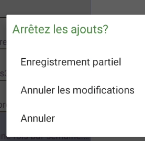 Arrêtez les ajouts?
Enregistrement partiel
Annuler les modifications
Annuler